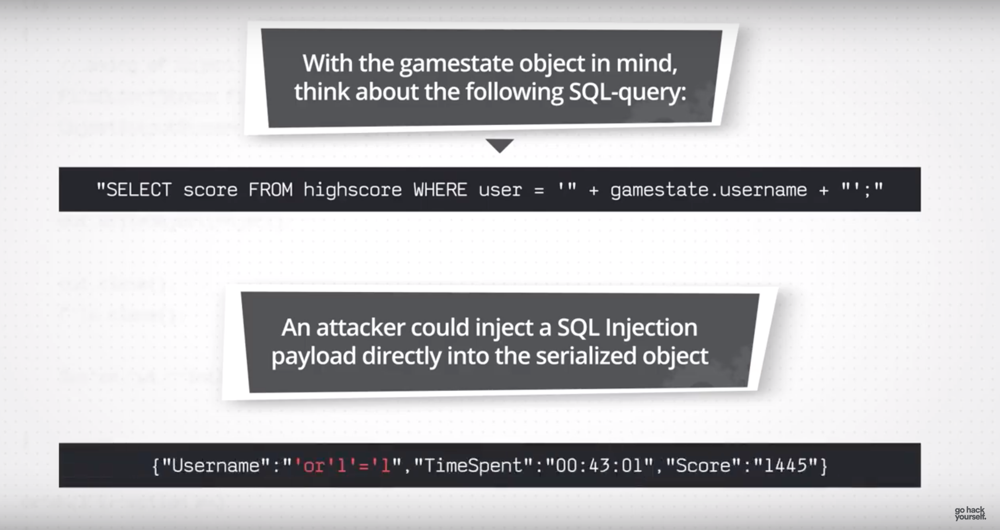 With the gamestate object in mind,
think about the following SQL-query:
"SELECT score FROM highscore WHERE user = '" + gamestate.username + "';"
An attacker could inject a SQL Injection
payload directly into the serialized object
{"Username":"'or'1'='1","TimeSpent":"00:43:01","Score":"1445"}
go hack
yourself.